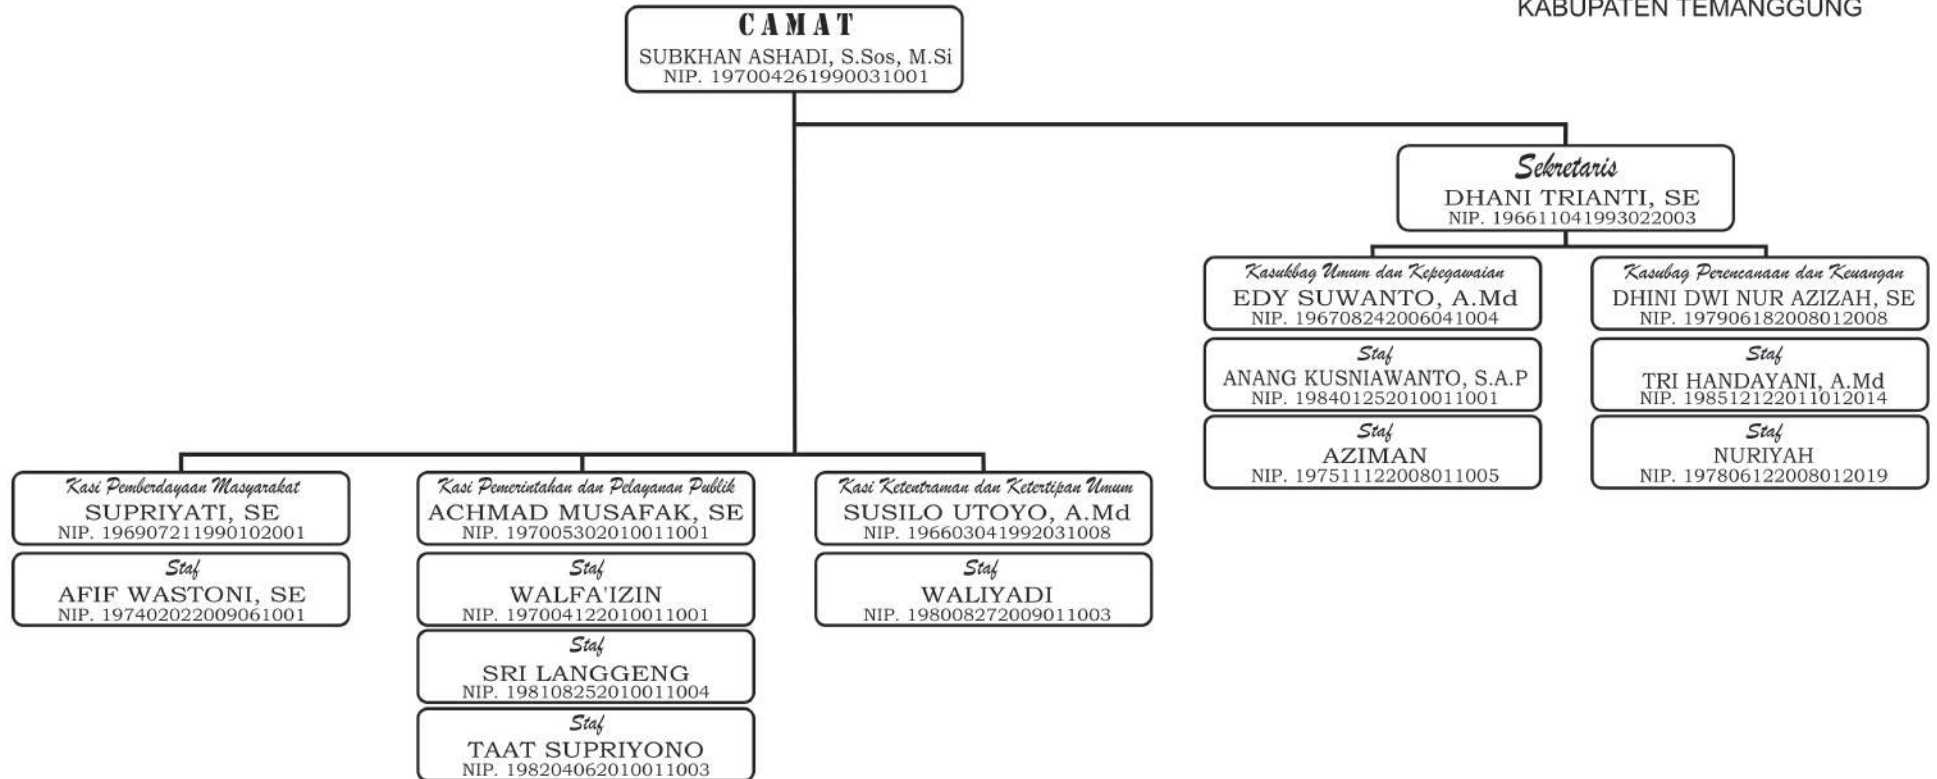 KABUPATEN TEMANGGUNG
CAMAT
SUBKHAN ASHADI, S.Sos, M.Si
NIP. 197004261990031001
Sekretaris
DHANI TRIANTI, SE
NIP. 196611041993022003
Kasukbag Umum dan Kepegawaian
EDY SUWANTO, A.Md
NIP. 196708242006041004
Staf
ANANG KUSNIAWANTO, S.A.P
NIP. 198401252010011001
Staf
AZIMAN
NIP. 197511122008011005
Kasubag Perencanaan dan Keuangan
DHINI DWI NUR AZIZAH, SE
NIP. 197906182008012008
Staf
TRI HANDAYANI, A.Md
NIP. 198512122011012014
Staf
NURIYAH
NIP. 197806122008012019
Kasi Pemberdayaan Masyarakat
SUPRIYATI, SE
NIP. 196907211990102001
Staf
AFIF WASTONI, SE
NIP. 197402022009061001
Kasi Pemerintahan dan Pelayanan Publik
ACHMAD MUSAFAK, SE
NIP. 197005302010011001
Staf
WALFA'IZIN
NIP. 197004122010011001
Staf
SRI LANGGENG
NIP. 198108252010011004
Staf
TAAT SUPRIYONO
NIP. 198204062010011003
Kasi Ketentraman dan Ketertipan Umum
SUSILO UTOYO, A.Md
NIP. 196603041992031008
Staf
WALIYADI
NIP. 198008272009011003